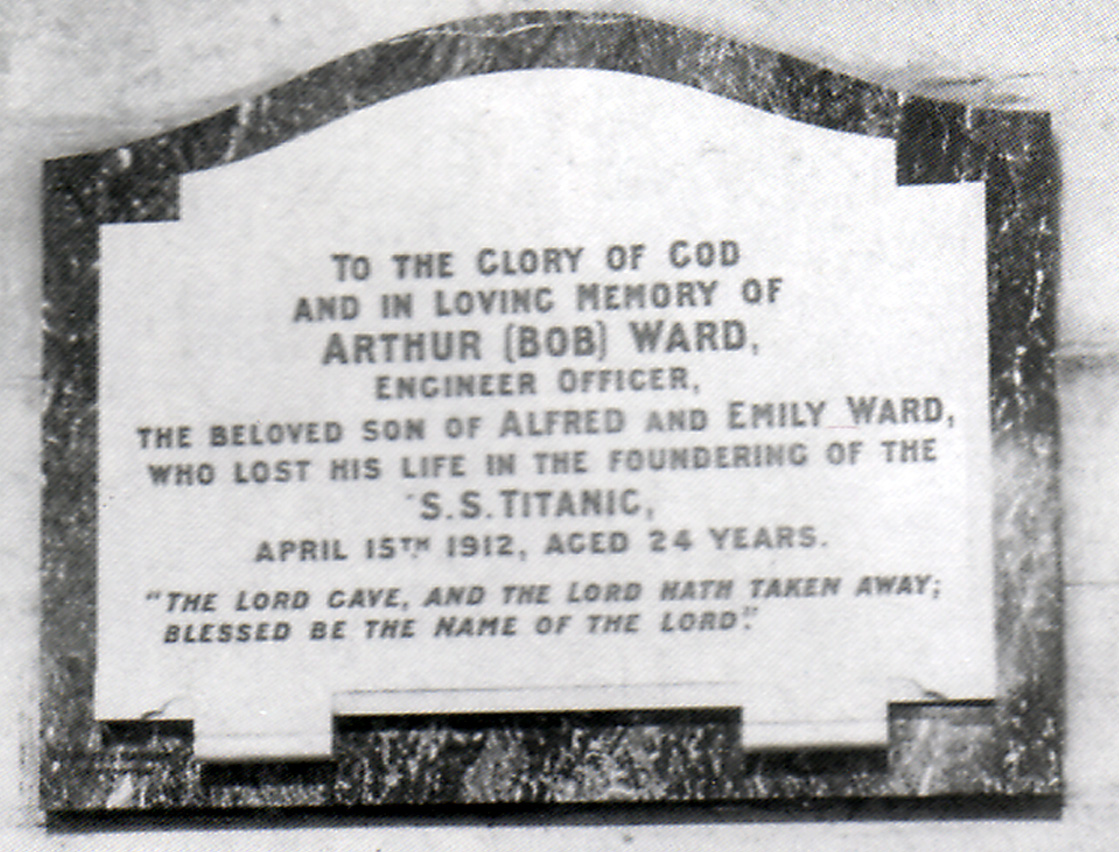 TO THE GLORY OF GOD
AND IN LOVING MEMORY OF
ARTHUR (BOB) WARD,
ENGINEER OFFICER,
THE BELOVED SON OF ALFRED AND EMILY WARD,
WHO LOST HIS LIFE IN THE FOUNDERING OF THE
S.S. TITANIC,
APRIL 15TH 1912, AGED 24 YEARS.
"THE LORD GAVE, AND THE LORD HATH TAKEN AWAY;
BLESSED BE THE NAME OF THE LORD."